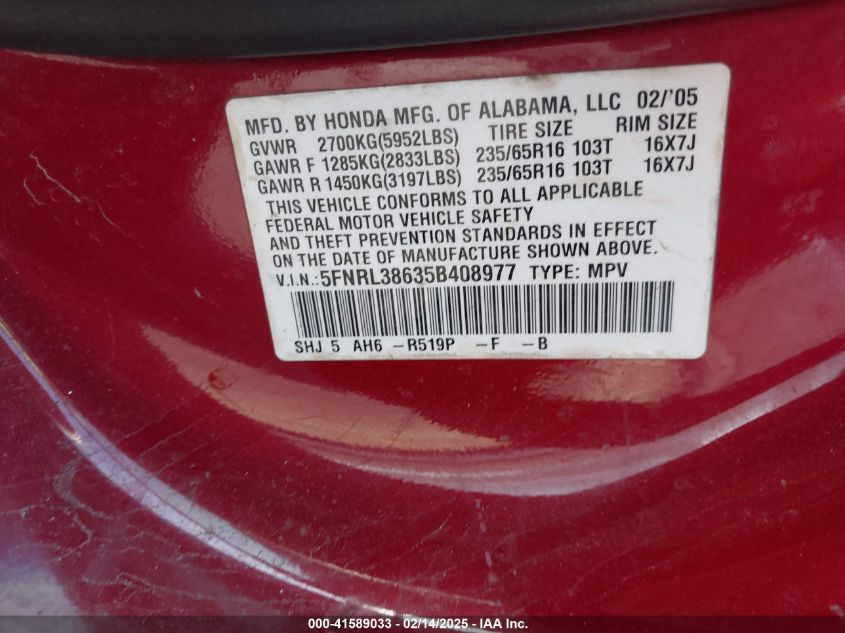 MFD. BY HONDA MFG. OF ALABAMA, LLC 02/'05
GVWR 2700KG(5952LBS) TIRE SIZE RIM SIZE
GAWR F 1285KG(2833LBS) 235/65R16 103T 16X7J
GAWR R 1450KG(3197LBS) 235/65R16 103T 16X7J
THIS VEHICLE CONFORMS TO ALL APPLICABLE
FEDERAL MOTOR VEHICLE SAFETY
AND THEFT PREVENTION STANDARDS IN EFFECT
ON THE DATE OF MANUFACTURE SHOWN ABOVE.
V.I.N.:5FNRL38635B408977 TYPE: MPV
SHJ 5 AH6 -R519P -F -B
000-41589033 - 02/14/2025 - IAA Inc.